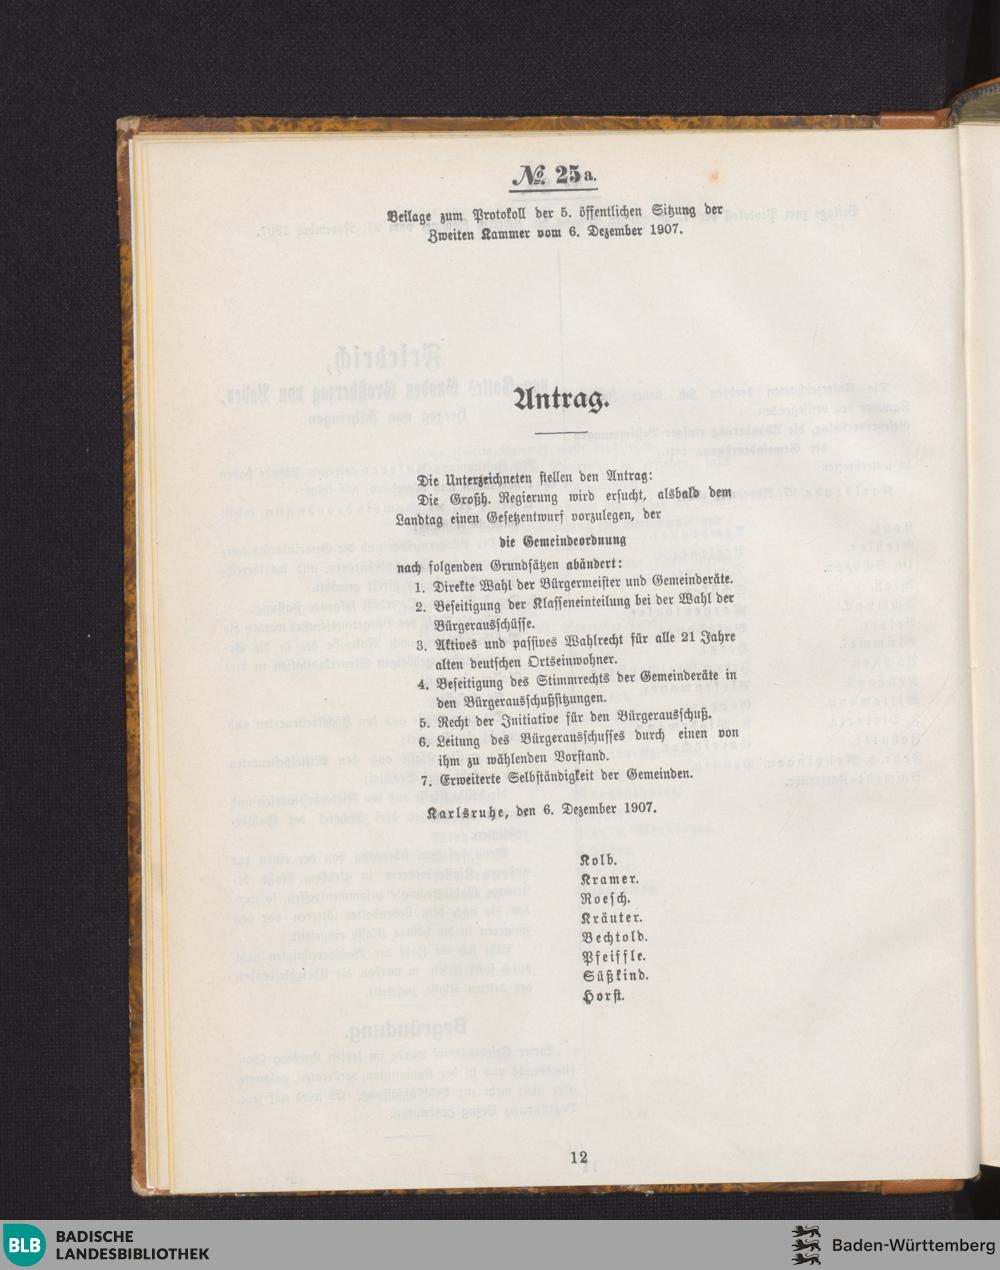 № 25a.
Beilage zum Protokoll der 5. öffentlichen Sitzung der
Zweiten Kammer vom 6. Dezember 1907.
Antrag.
Die Unterzeichneten stellen den Antrag:
Die Großh. Regierung wird ersucht, alsbald dem
Landtag einen Gesetzentwurf vorzulegen, der
die Gemeindeordnung
nach folgenden Grundsätzen abändert:
1. Direkte Wahl der Bürgermeister und Gemeinderäte.
2. Beseitigung der Klasseneinteilung bei der Wahl der
Bürgerausschüsse.
3. Aktives und passives Wahlrecht für alle 21 Jahre
alten deutschen Ortseinwohner.
4. Beseitigung des Stimmrechts der Gemeinderäte in
den Bürgerausschußsitzungen.
5. Recht der Initiative für den Bürgerausschuß.
6. Leitung des Bürgerausschusses durch einen von
ihm zu wählenden Vorstand.
7. Erweiterte Selbständigkeit der Gemeinden.
Karlsruhe, den 6. Dezember 1907.
Kolb.
Kramer.
Roesch.
Kräuter.
Bechtold.
Pfeiffle.
Süßkind.
Horst.
12
BLB BADISCHE
LANDESBIBLIOTHEK
Baden-Württemberg